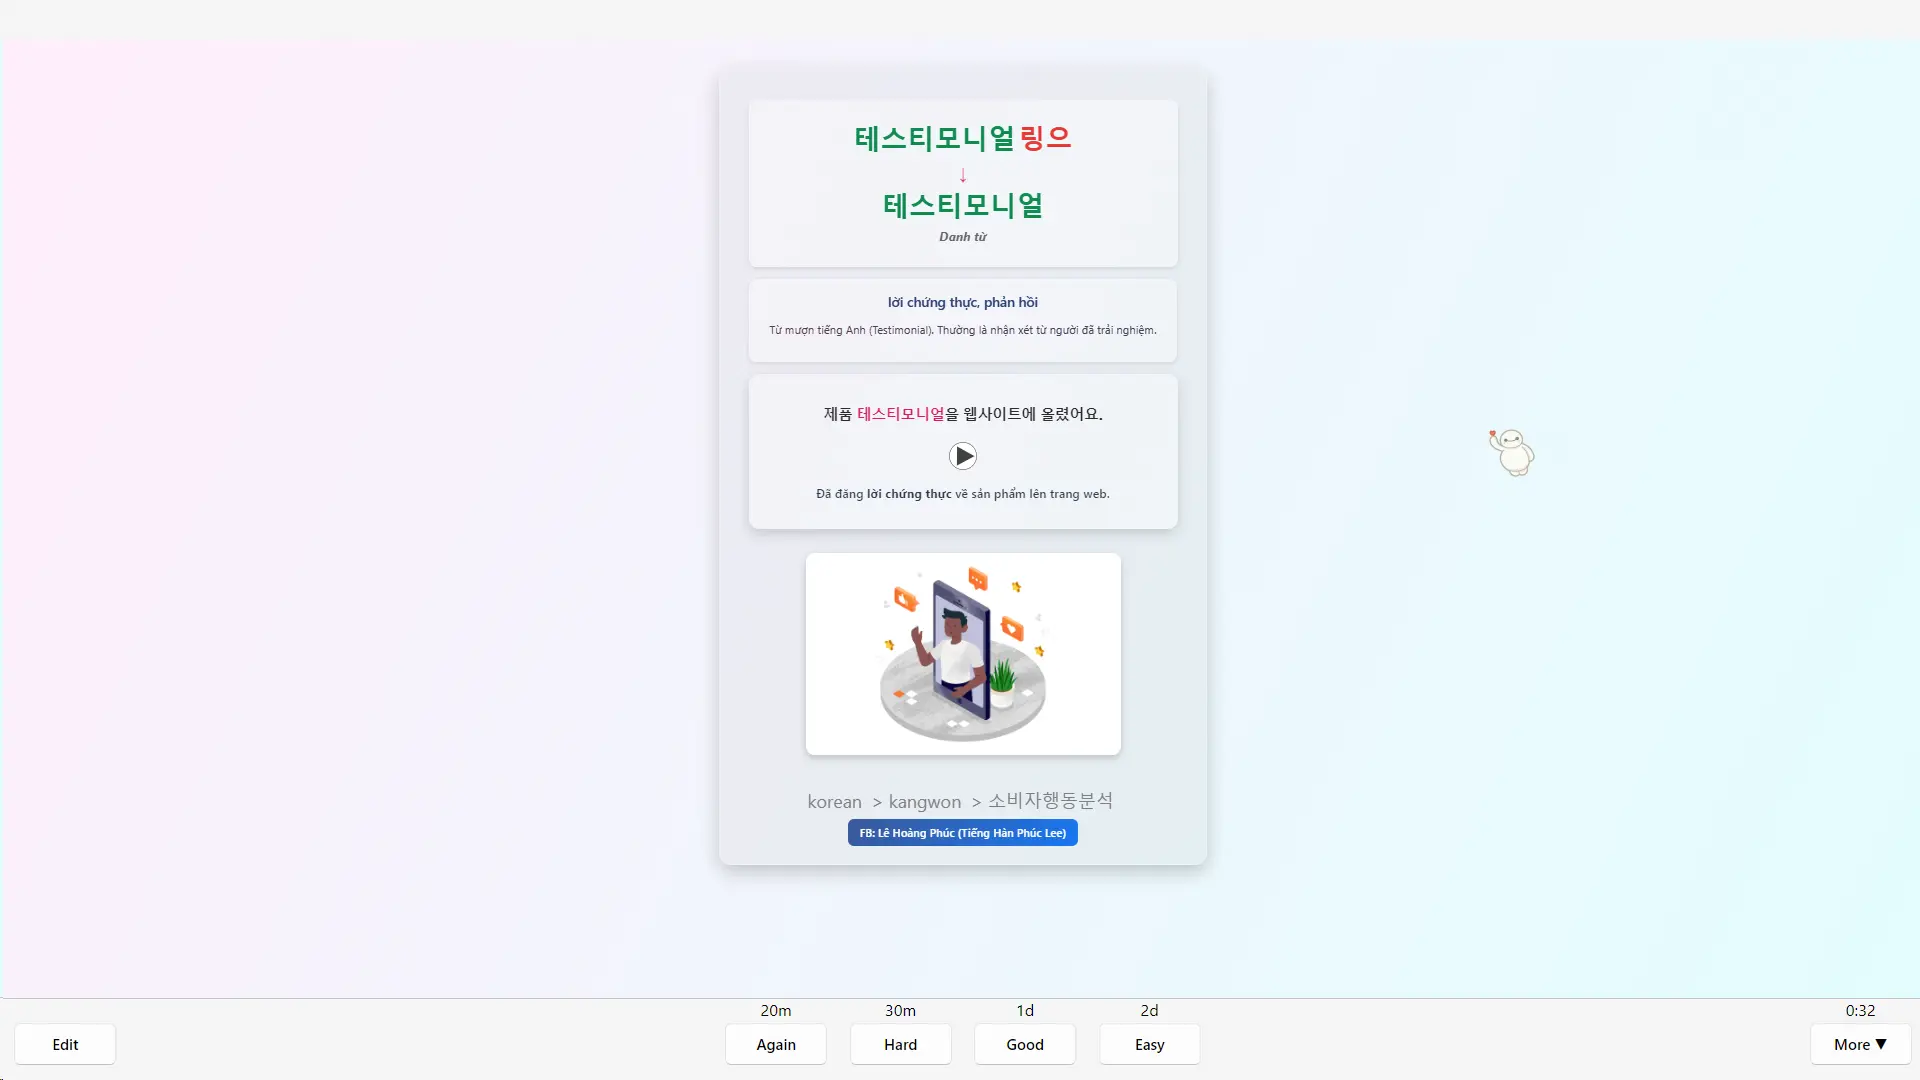 테스티모니얼링으
↓
테스티모니얼
Danh từ
lời chứng thực, phản hồi
Từ mượn tiếng Anh (Testimonial). Thường là nhận xét từ người đã trải nghiệm.
제품 테스티모니얼을 웹사이트에 올렸어요.
Đã đăng lời chứng thực về sản phẩm lên trang web.
korean > kangwon > 소비자행동분석
FB: Lê Hoàng Phúc (Tiếng Hàn Phúc Lee)
20m 30m 1d 2d 0:32
Edit Again Hard Good Easy More ▼